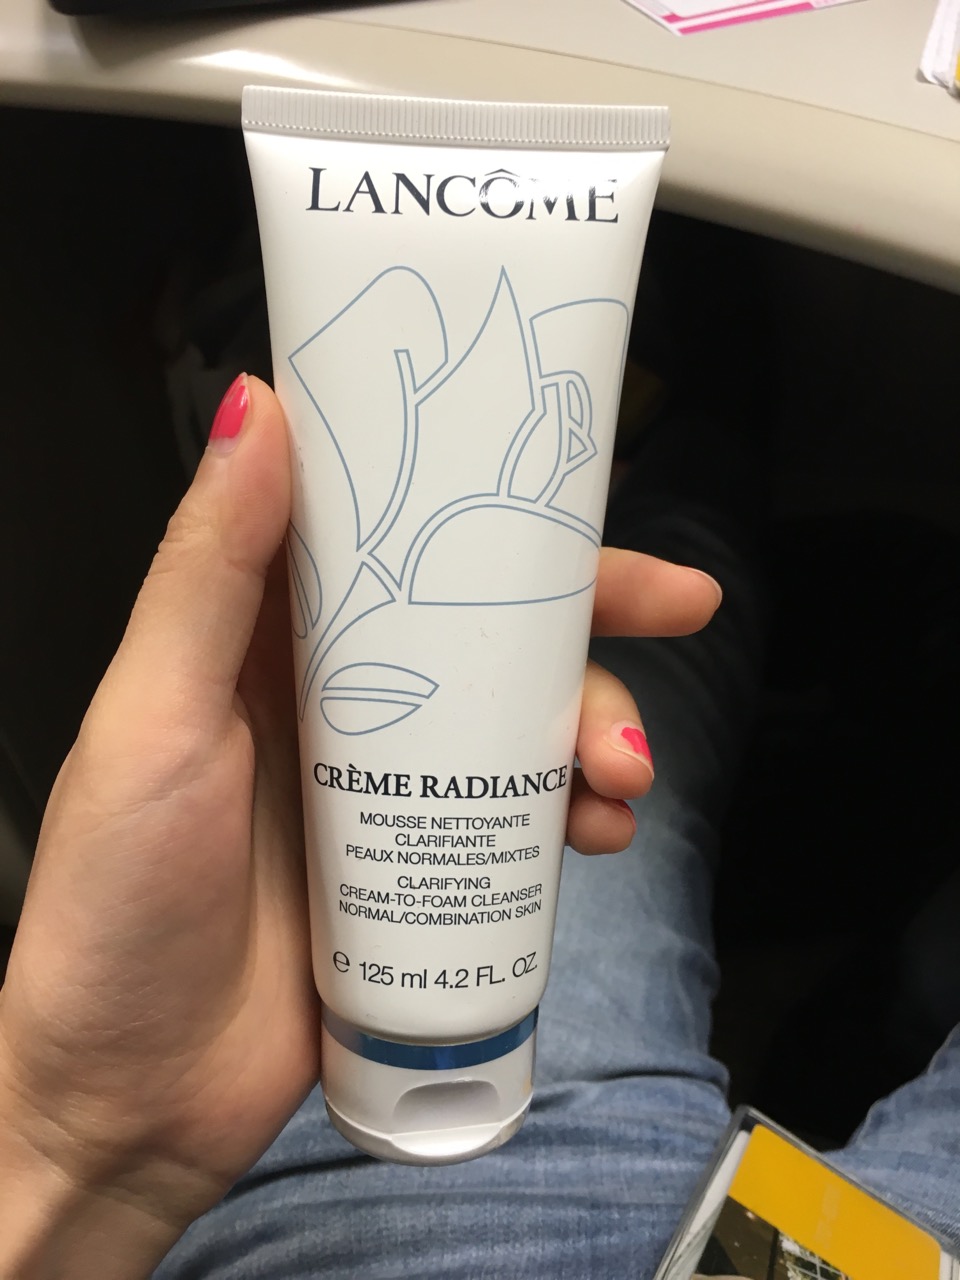 LANCÔME
CRÈME RADIANCE
MOUSSE NETTOYANTE
CLARIFIANTE
PEAUX NORMALES/MIXTES
CLARIFYING
CREAM-TO-FOAM CLEANSER
NORMAL/COMBINATION SKIN
℮ 125 ml 4.2 FL. OZ.